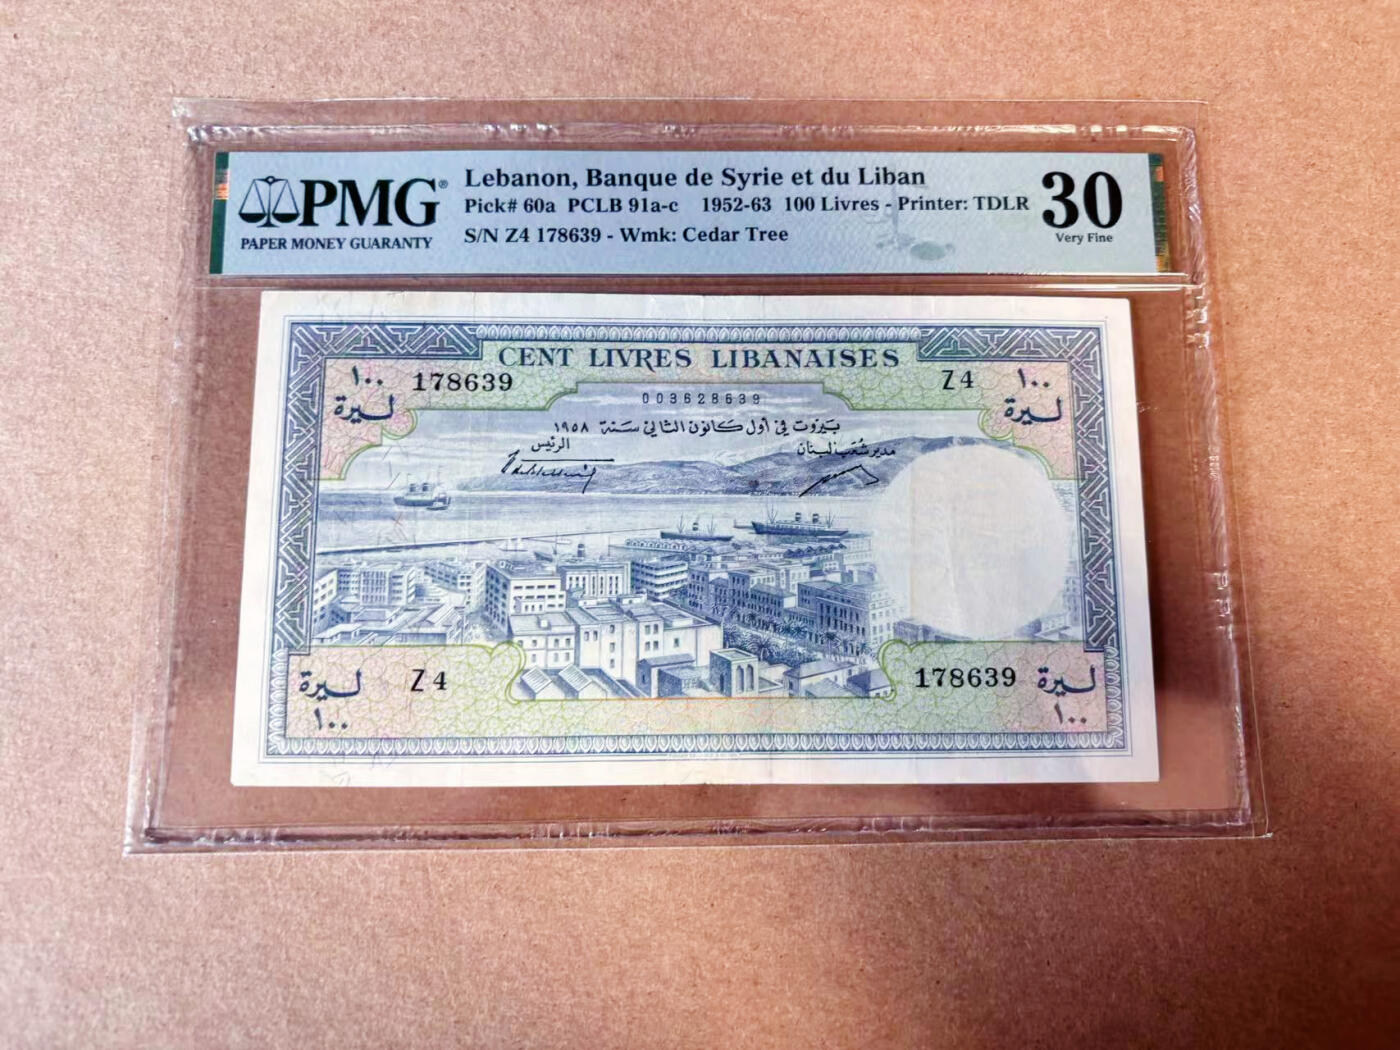 PMG®
PAPER MONEY GUARANTY
Lebanon, Banque de Syrie et du Liban
Pick# 60a PCLB 91a-c 1952-63 100 Livres - Printer: TDLR
S/N Z4 178639 - Wmk: Cedar Tree
30
Very Fine
CENT LIVRES LIBANAISES
١٠٠ 178639 Z 4 ١٠٠
ليرة ليرة
003628639
بيروت في أول كانون الثاني سنة ١٩٥٨
الرئيس مدير شعب لبنان
ليرة Z 4 178639 ليرة
١٠٠ ١٠٠